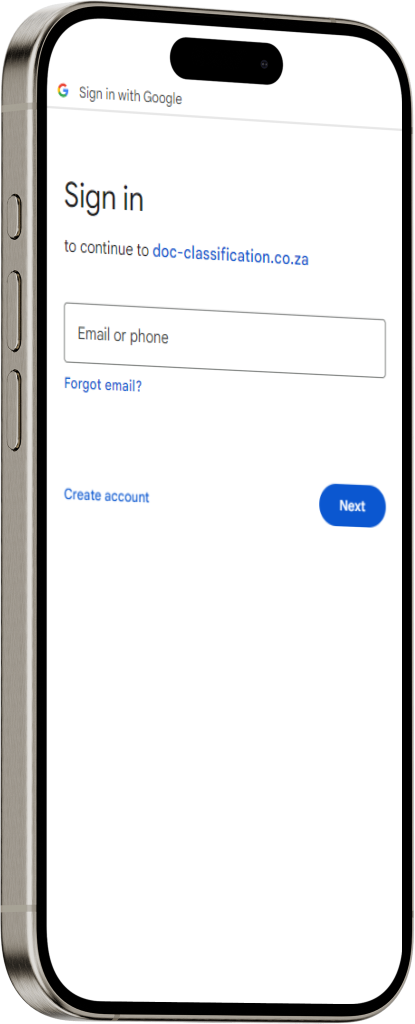 Sign in with Google
Sign in
to continue to doc-classification.co.za
Email or phone
Forgot email?
Create account
Next